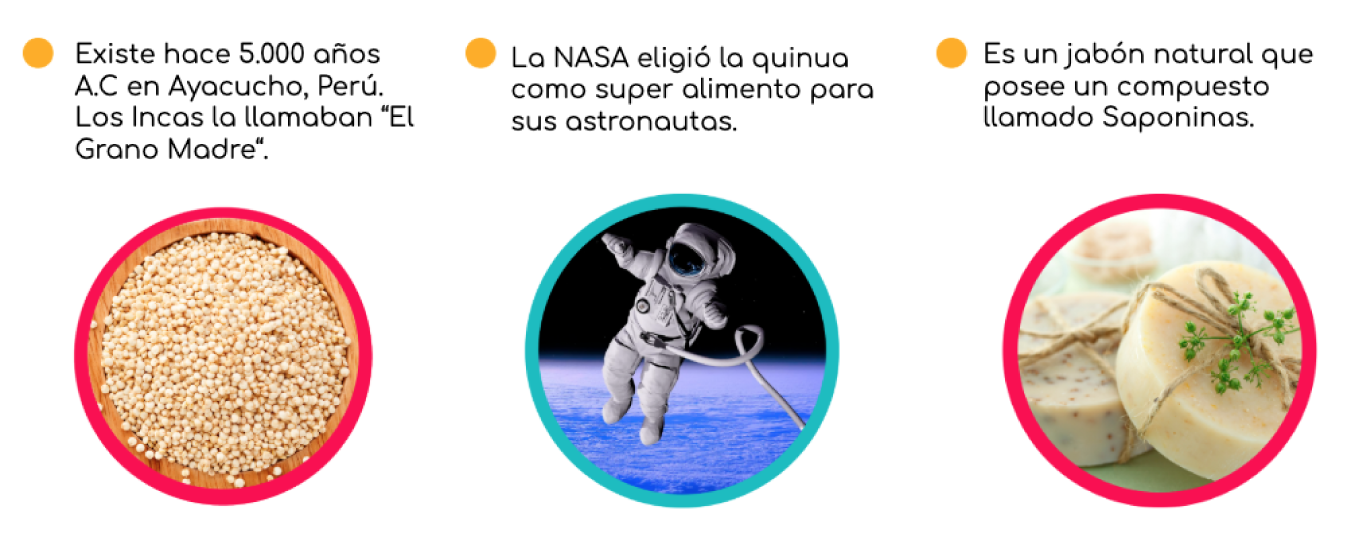 Existe hace 5.000 años
A.C en Ayacucho, Perú.
Los Incas la llamaban “El
Grano Madre“.
La NASA eligió la quinua
como super alimento para
sus astronautas.
Es un jabón natural que
posee un compuesto
llamado Saponinas.